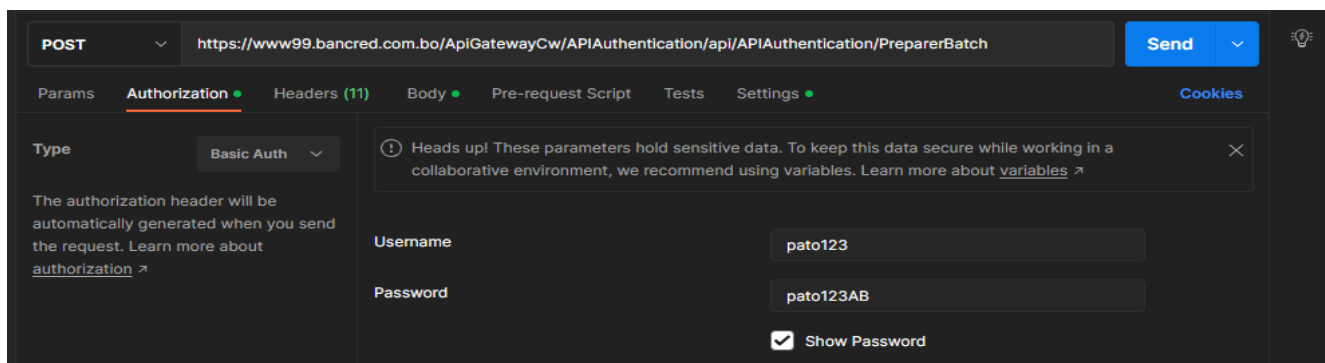 POST https://www99.bancred.com.bo/ApiGatewayCw/APIAuthentication/api/APIAuthentication/PreparerBatch Send
Params Authorization Headers (11) Body Pre-request Script Tests Settings Cookies
Type Basic Auth
The authorization header will be
automatically generated when you send
the request. Learn more about
authorization ↗
Heads up! These parameters hold sensitive data. To keep this data secure while working in a
collaborative environment, we recommend using variables. Learn more about variables ↗
Username pato123
Password pato123AB
Show Password